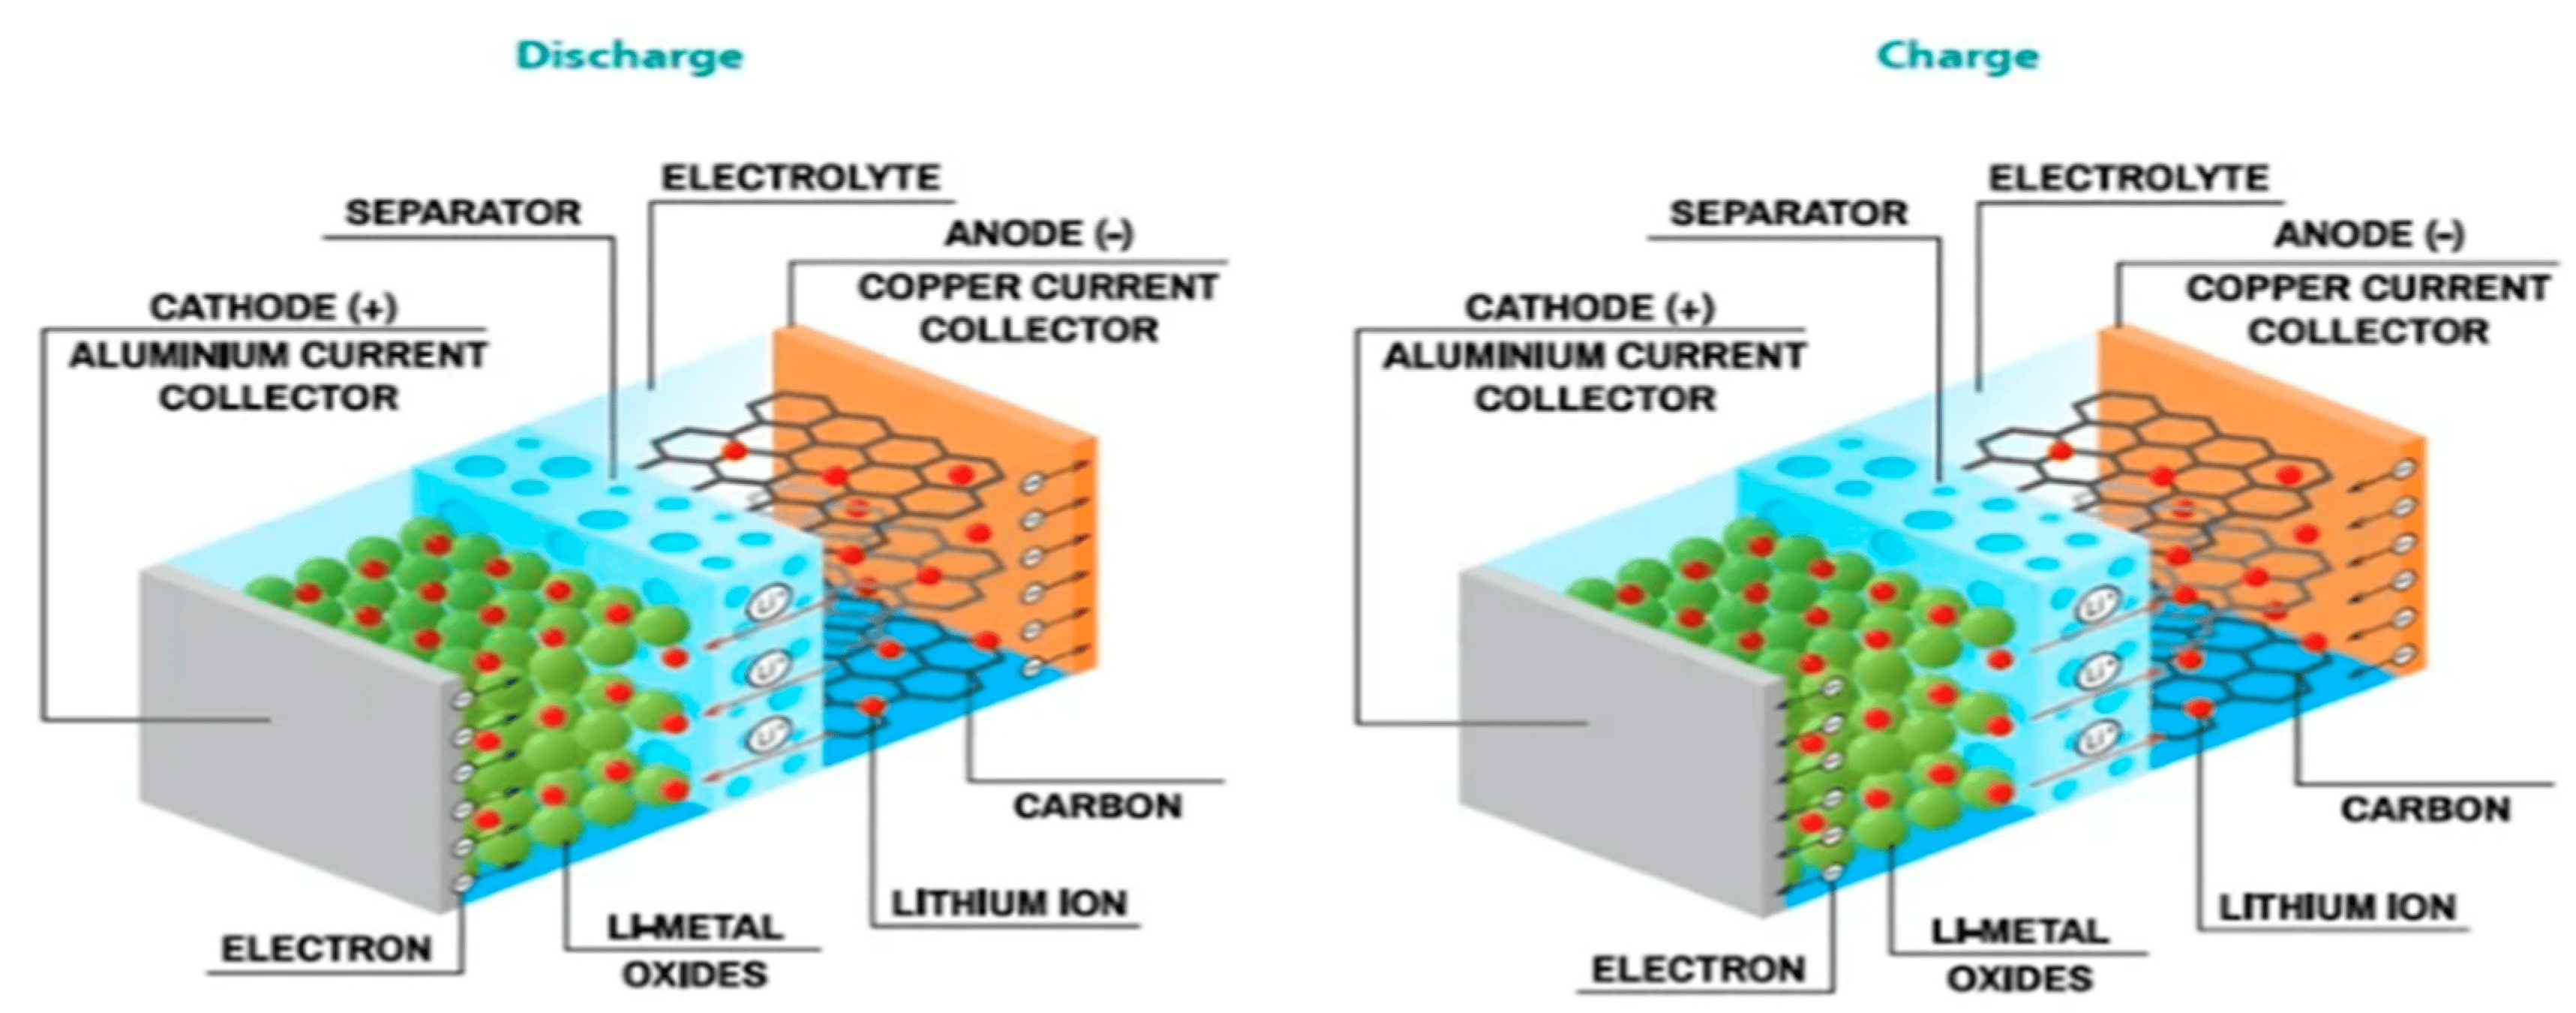 Discharge
ELECTROLYTE
SEPARATOR
ANODE (-)
COPPER CURRENT
COLLECTOR
CATHODE (+)
ALUMINIUM CURRENT
COLLECTOR
Li+
Li+
Li+
CARBON
LITHIUM ION
LI-METAL
OXIDES
ELECTRON
Charge
ELECTROLYTE
SEPARATOR
ANODE (-)
COPPER CURRENT
COLLECTOR
CATHODE (+)
ALUMINIUM CURRENT
COLLECTOR
Li+
Li+
Li+
CARBON
LITHIUM ION
LI-METAL
OXIDES
ELECTRON